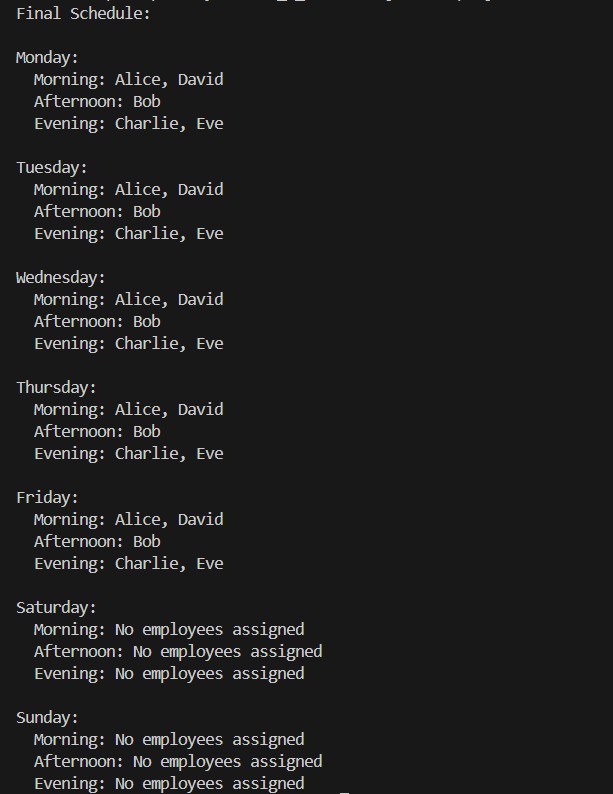 Final Schedule:
Monday:
Morning: Alice, David
Afternoon: Bob
Evening: Charlie, Eve
Tuesday:
Morning: Alice, David
Afternoon: Bob
Evening: Charlie, Eve
Wednesday:
Morning: Alice, David
Afternoon: Bob
Evening: Charlie, Eve
Thursday:
Morning: Alice, David
Afternoon: Bob
Evening: Charlie, Eve
Friday:
Morning: Alice, David
Afternoon: Bob
Evening: Charlie, Eve
Saturday:
Morning: No employees assigned
Afternoon: No employees assigned
Evening: No employees assigned
Sunday:
Morning: No employees assigned
Afternoon: No employees assigned
Evening: No employees assigned